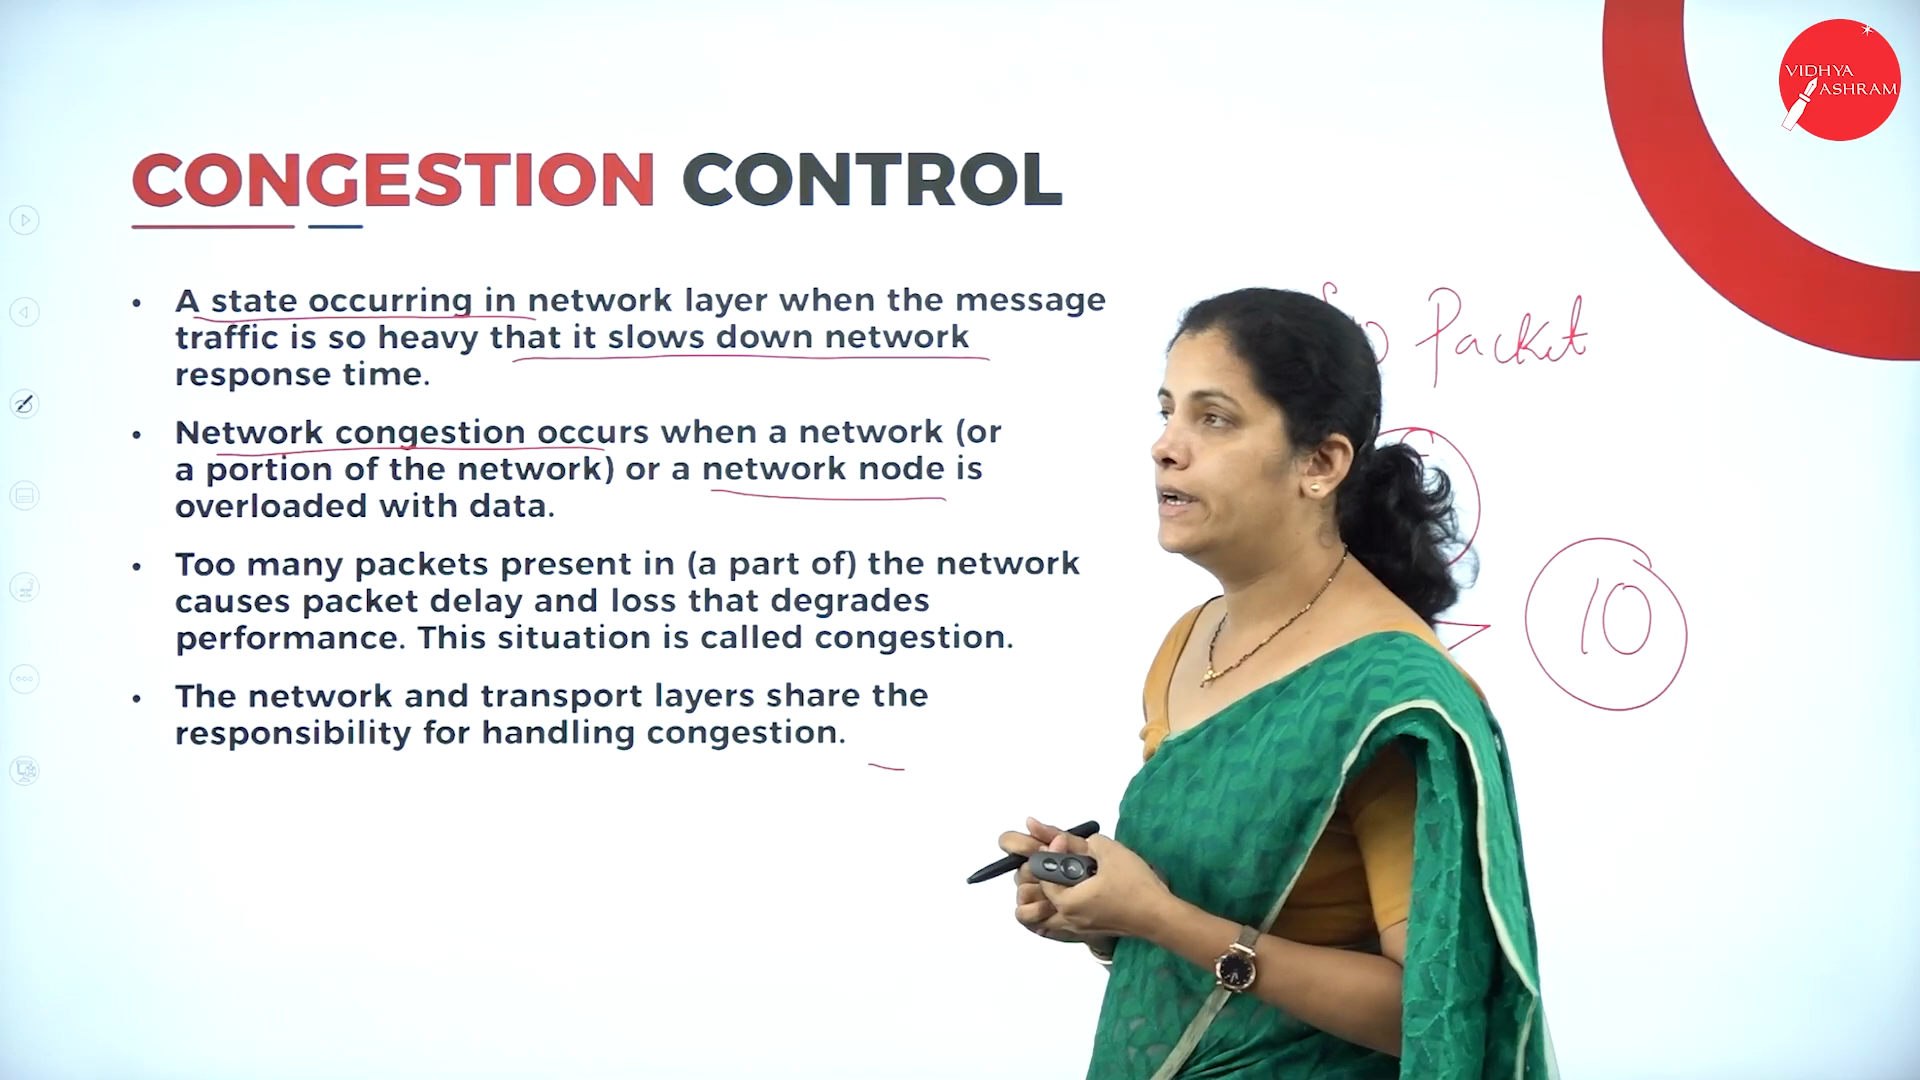 VIDHYA
ASHRAM
CONGESTION CONTROL
• A state occurring in network layer when the message
traffic is so heavy that it slows down network
response time.
• Network congestion occurs when a network (or
a portion of the network) or a network node is
overloaded with data.
• Too many packets present in (a part of) the network
causes packet delay and loss that degrades
performance. This situation is called congestion.
• The network and transport layers share the
responsibility for handling congestion.
Packet
10